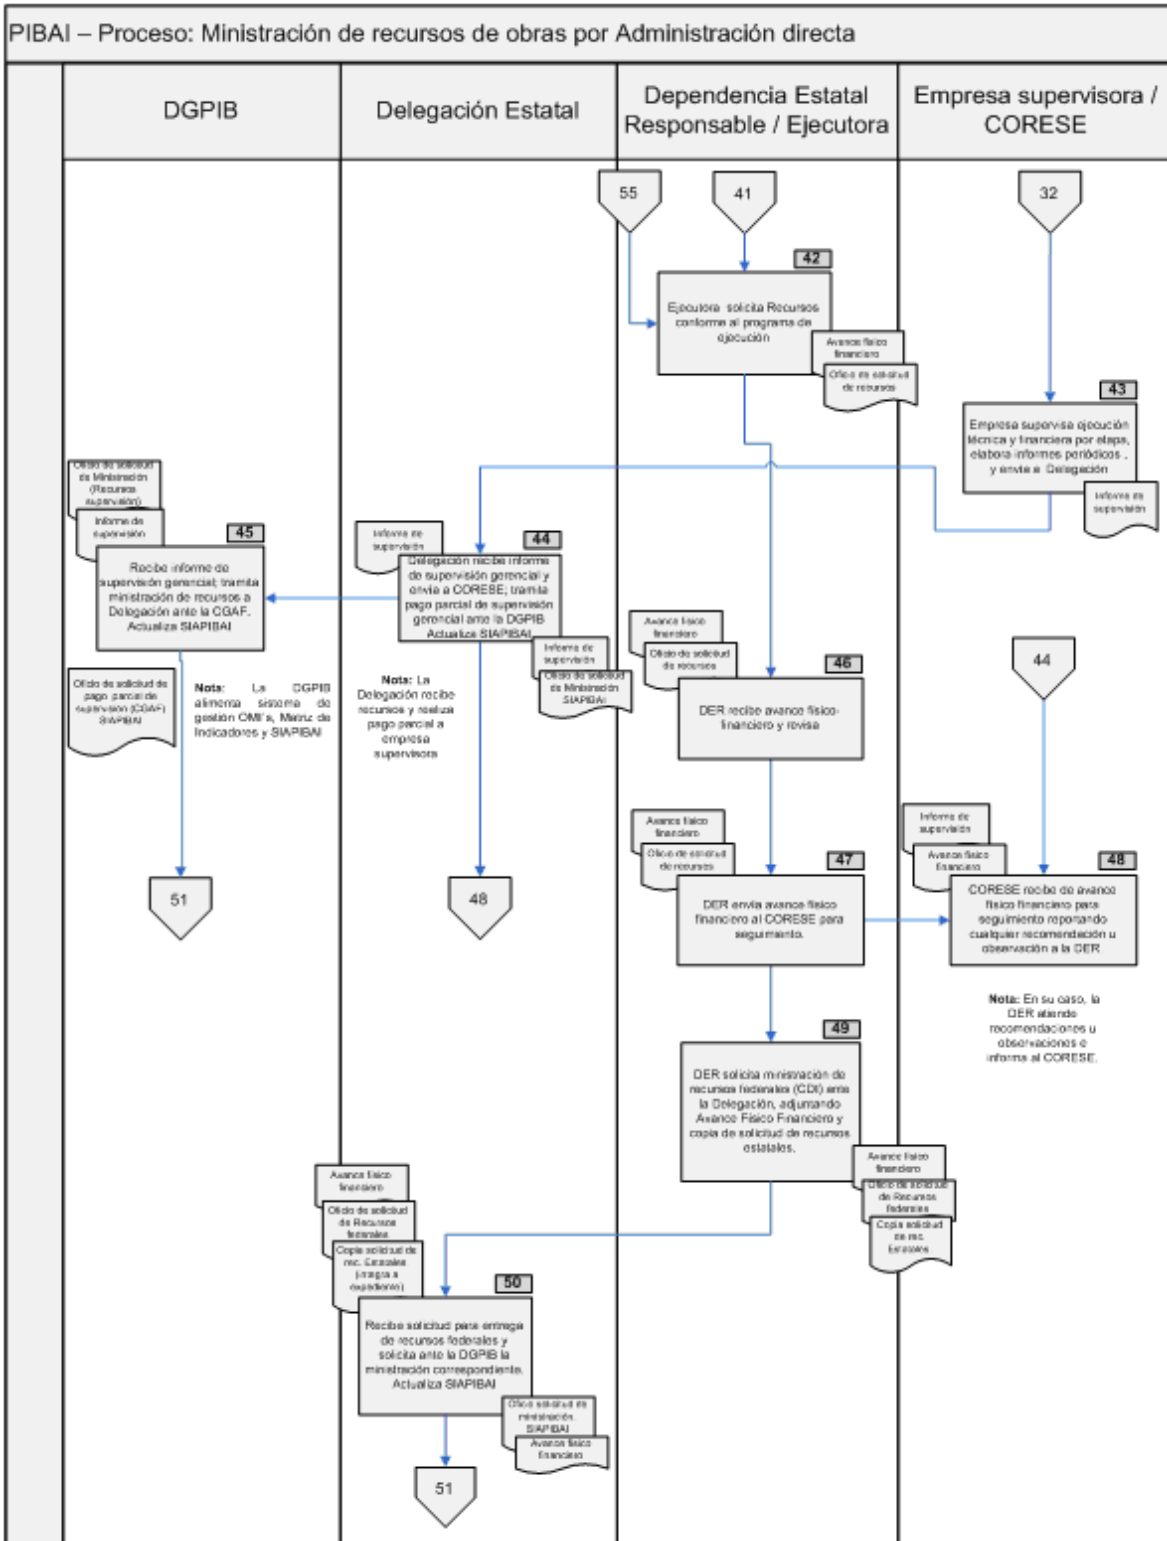 PIBAI – Proceso: Ministración de recursos de obras por Administración directa
DGPIB
Delegación Estatal
Dependencia Estatal
Responsable / Ejecutora
Empresa supervisora /
CORESE
55
41
32
42
Ejecutora solicita Recursos
conforme al programa de
ejecución
Avance físico
financiero
Oficio de solicitud
de recursos
43
Empresa supervisa ejecución
técnica y financiera por etapa,
elabora informes periódicos .
y envía a Delegación
Informe de
supervisión
Oficio de solicitud
de Ministración
(Recursos
supervisión)
Informe de
supervisión
45
Recibe informe de
supervisón gerencial; tramita
ministración de recursos a
Delegación ante la CGAF.
Actualiza SIAPIBAI
Oficio de solicitud de
pago parcial de
supervisión (CGAF)
SIAPIBAI
Nota: La DGPIB
alimenta sistema de
gestión OMI's, Matriz de
Indicadores y SIAPIBAI
51
Informe de
supervisión
44
Delegación recibe informe
de supervisión gerencial y
envía a CORESE; tramita
pago parcial de supervisión
gerencial ante la DGPIB
Actualiza SIAPIBAI
Informe de
supervisión
Oficio de solicitud
de Ministración
SIAPIBAI
Nota: La
Delegación recibe
recursos y realiza
pago parcial a
empresa
supervisora
48
Avance físico
financiero
Oficio de solicitud
de recursos
46
DER recibe avance físico-
financiero y revisa
44
Avance físico
financiero
Oficio de solicitud
de recursos
47
DER envía avance físico
financiero al CORESE para
seguimiento.
Informe de
supervisión
Avance físico
financiero
48
CORESE recibe de avance
físico financiero para
seguimiento reportando
cualquier recomendación u
observación a la DER.
Nota: En su caso, la
DER atiende
recomendaciones u
observaciones e
informa al CORESE.
49
DER solicita ministración de
recursos federales (CDI) ante
la Delegación, adjuntando
Avance Físico Financiero y
copia de solicitud de recursos
estatales.
Avance físico
financiero
Oficio de solicitud
de Recursos
federales
Copia solicitud
de rec.
Estatales
Avance físico
financiero
Oficio de solicitud
de Recursos
federales
Copia solicitud de
rec. Estatales
(integra a
expediente)
50
Recibe solicitud para entrega
de recursos federales y
solicita ante la DGPIB la
ministración correspondiente.
Actualiza SIAPIBAI
Oficio solicitud de
ministración.
SIAPIBAI
Avance físico
financiero
51